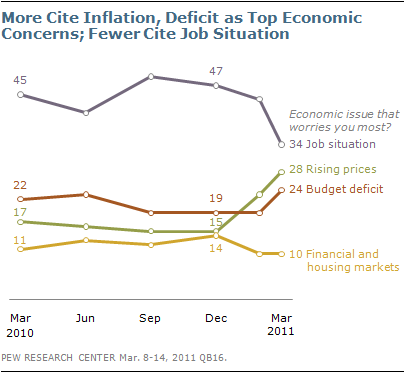 More Cite Inflation, Deficit as Top Economic
Concerns; Fewer Cite Job Situation
45
47
Economic issue that
worries you most?
34 Job situation
28 Rising prices
22
19
24 Budget deficit
17
15
11
14
10 Financial and
housing markets
Mar
2010
Jun
Sep
Dec
Mar
2011
PEW RESEARCH CENTER Mar. 8-14, 2011 QB16.